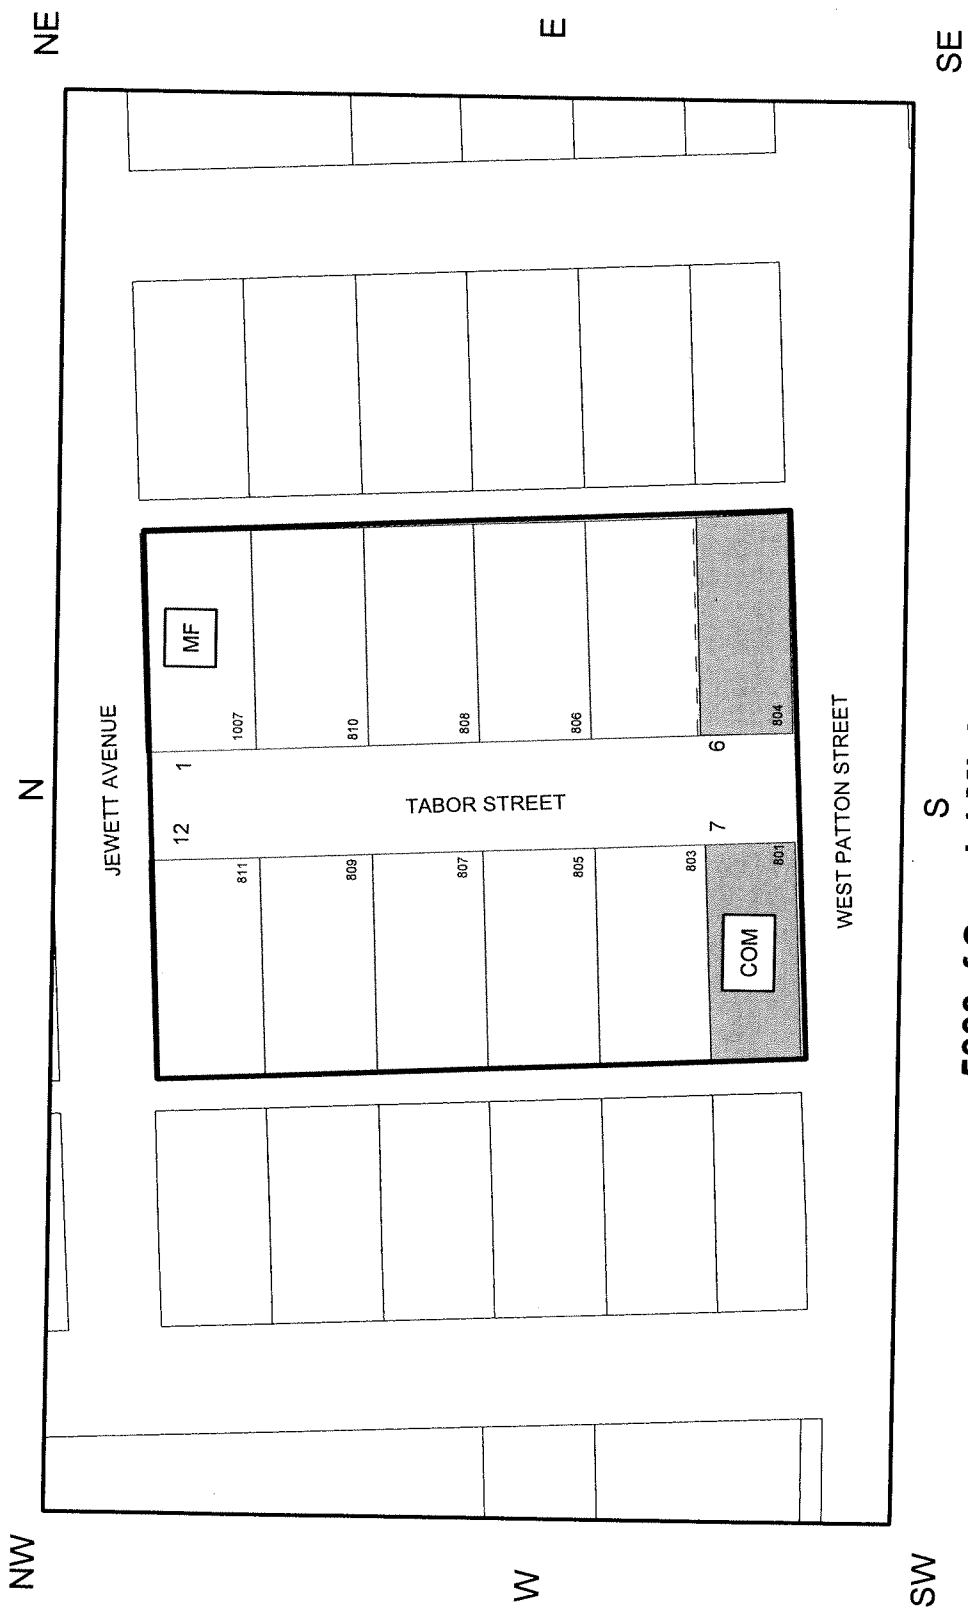 NW
N
NE
JEWETT AVENUE
12
1
MF
811
1007
809
810
807
808
TABOR STREET
W
E
805
806
803
7
6
COM
801
804
WEST PATTON STREET
SW
S
SE